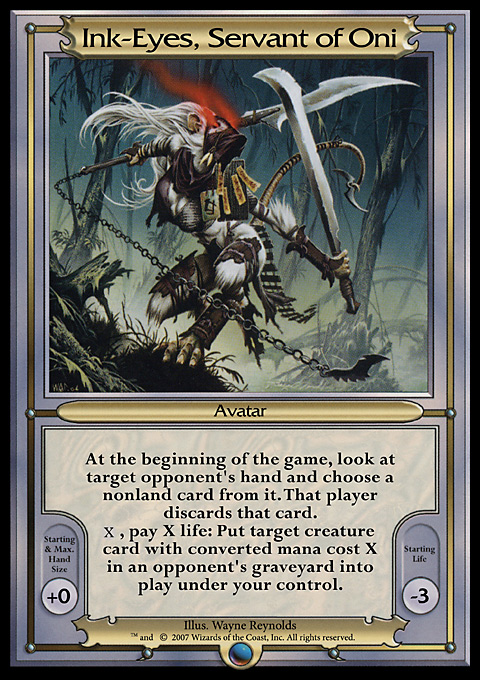 Ink-Eyes, Servant of Oni
Avatar
At the beginning of the game, look at
target opponent's hand and choose a
nonland card from it. That player
discards that card.
X , pay X life: Put target creature
card with converted mana cost X
in an opponent's graveyard into
play under your control.
Starting
& Max.
Hand
Size
+0
Starting
Life
-3
Illus. Wayne Reynolds
™ and © 2007 Wizards of the Coast, Inc. All rights reserved.